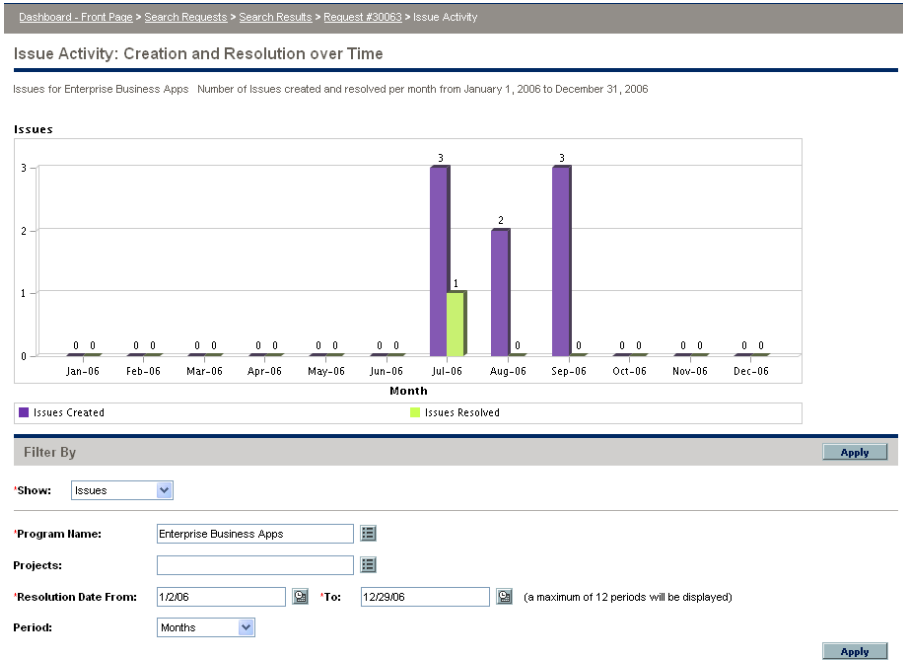 Dashboard - Front Page > Search Requests > Search Results > Request #30063 > Issue Activity
Issue Activity: Creation and Resolution over Time
Issues for Enterprise Business Apps Number of Issues created and resolved per month from January 1, 2006 to December 31, 2006
Issues
3 3
3
2
2
1
1
0 0 0 0 0 0 0 0 0 0 0 0 0 0 0 0 0 0 0 0
0
Jan-06 Feb-06 Mar-06 Apr-06 May-06 Jun-06 Jul-06 Aug-06 Sep-06 Oct-06 Nov-06 Dec-06
Month
Issues Created Issues Resolved
Filter By Apply
*Show: Issues
*Program Name: Enterprise Business Apps
Projects:
*Resolution Date From: 1/2/06 *To: 12/29/06 (a maximum of 12 periods will be displayed)
Period: Months
Apply